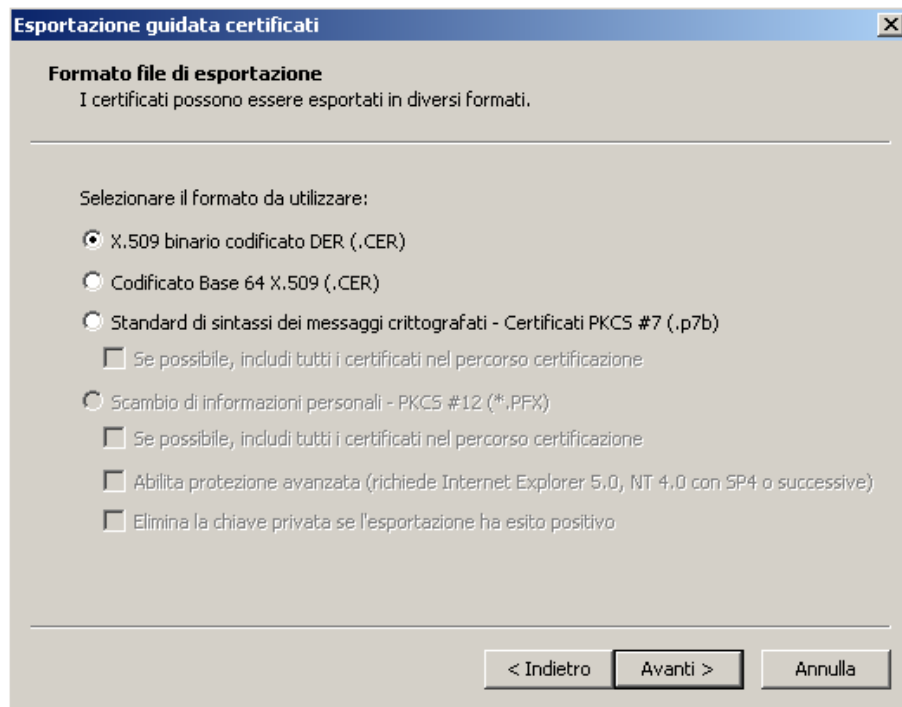 Esportazione guidata certificati
Formato file di esportazione
I certificati possono essere esportati in diversi formati.
Selezionare il formato da utilizzare:
X.509 binario codificato DER (.CER)
Codificato Base 64 X.509 (.CER)
Standard di sintassi dei messaggi crittografati - Certificati PKCS #7 (.p7b)
Se possibile, includi tutti i certificati nel percorso certificazione
Scambio di informazioni personali - PKCS #12 (*.PFX)
Se possibile, includi tutti i certificati nel percorso certificazione
Abilita protezione avanzata (richiede Internet Explorer 5.0, NT 4.0 con SP4 o successive)
Elimina la chiave privata se l'esportazione ha esito positivo
< Indietro Avanti > Annulla